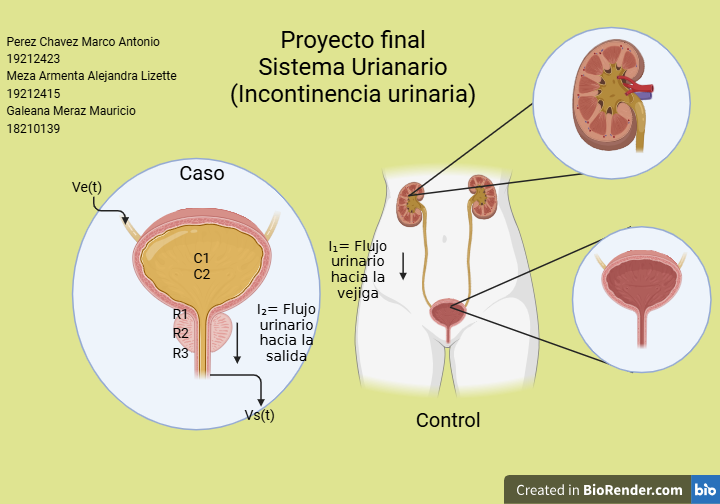 Perez Chavez Marco Antonio
19212423
Meza Armenta Alejandra Lizette
19212415
Galeana Meraz Mauricio
18210139
Proyecto final
Sistema Urianario
(Incontinencia urinaria)
Caso
Ve(t)
C1
C2
R1
R2
R3
I₂= Flujo
urinario
hacia la
salida
Vs(t)
I₁= Flujo
urinario
hacia la
vejiga
Control
Created in BioRender.com bio